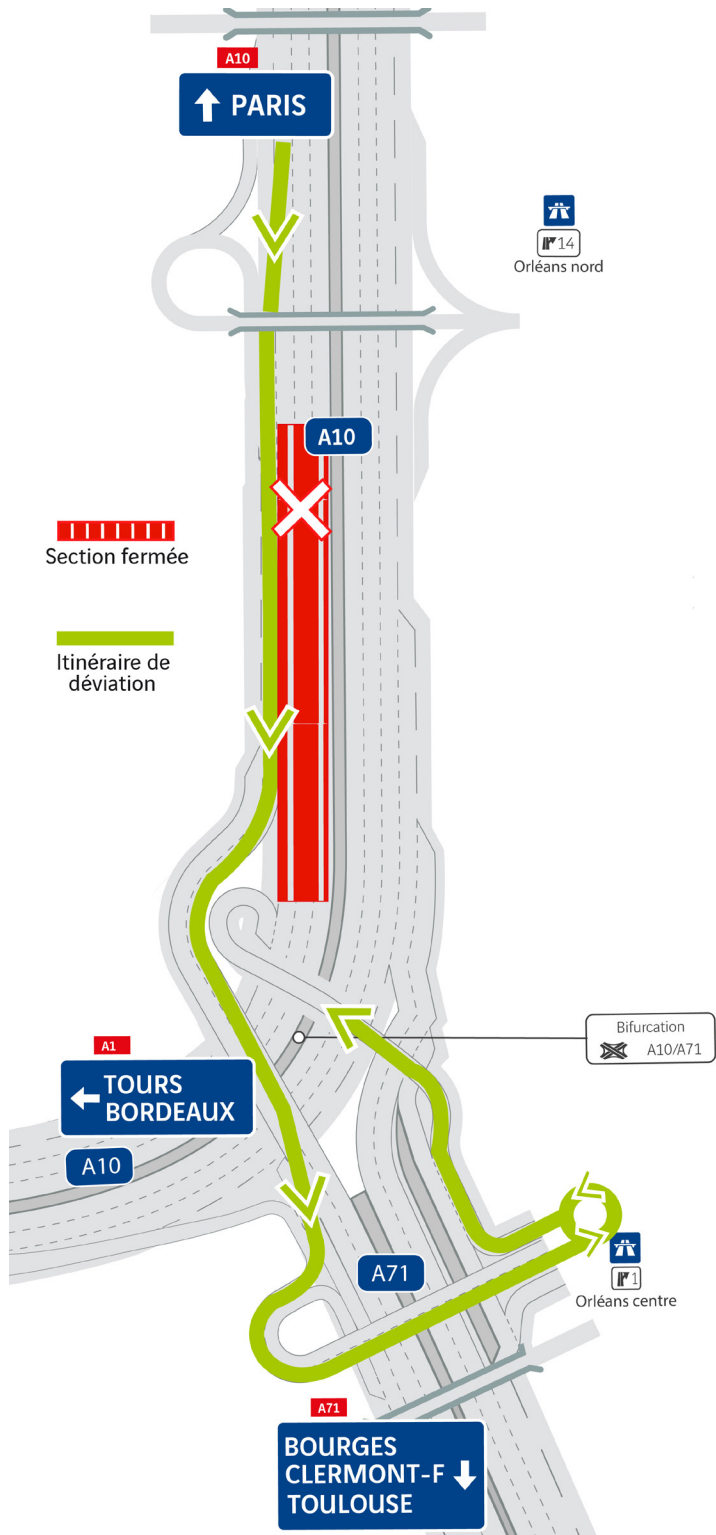 A10
PARIS
14
Orléans nord
A10
Section fermée
Itinéraire de
déviation
Bifurcation
A10/A71
A1
TOURS
BORDEAUX
A10
A71
1
Orléans centre
A71
BOURGES
CLERMONT-F
TOULOUSE